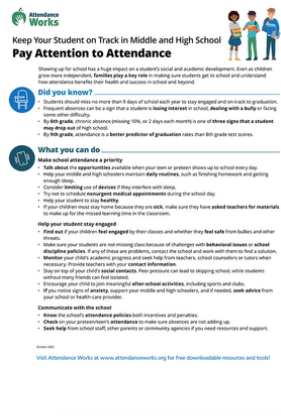 Attendance
Works
Keep Your Student on Track in Middle and High School
Pay Attention to Attendance
Showing up for school has a huge impact on a student's social and academic development. Even as children
grow more independent, families play a key role in making sure students get to school and understand
how attendance benefits their health and success in school and beyond.
Did you know?
• Students should miss no more than 9 days of school each year to stay engaged and on track to graduation.
• Frequent absences can be a sign that a student is losing interest in school, dealing with a bully or facing
some other difficulty.
• By 6th grade, chronic absence (missing 10%, or 2 days each month) is one of three signs that a student
may drop out of high school.
• By 9th grade, attendance is a better predictor of graduation rates than 8th grade test scores.
What you can do
Make school attendance a priority
• Talk about the opportunities available when your teen or preteen shows up to school every day.
• Help your middle and high schoolers maintain daily routines, such as finishing homework and getting
enough sleep.
• Consider limiting use of devices if they interfere with sleep.
• Try not to schedule nonurgent medical appointments during the school day.
• Help your student to stay healthy.
• If your children must stay home because they are sick, make sure they have asked teachers for materials
to make up for the missed learning time in the classroom.
Help your student stay engaged
• Find out if your children feel engaged by their classes and whether they feel safe from bullies and other
threats.
• Make sure your students are not missing class because of challenges with behavioral issues or school
discipline policies. If any of these are problems, contact the school and work with them to find a solution.
• Monitor your child's academic progress and seek help from teachers, school counselors or tutors when
necessary. Provide teachers with your contact information.
• Stay on top of your child's social contacts. Peer pressure can lead to skipping school, while students
without many friends can feel isolated.
• Encourage your child to join meaningful after-school activities, including sports and clubs.
• If you notice signs of anxiety, support your middle and high schoolers, and if needed, seek advice from
your school or health care provider.
Communicate with the school
• Know the school's attendance policies both incentives and penalties.
• Check on your preteen/teen's attendance to make sure absences are not adding up.
• Seek help from school staff, other parents or community agencies if you need resources and support.
Visit Attendance Works at www.attendanceworks.org for free downloadable resources and tools!